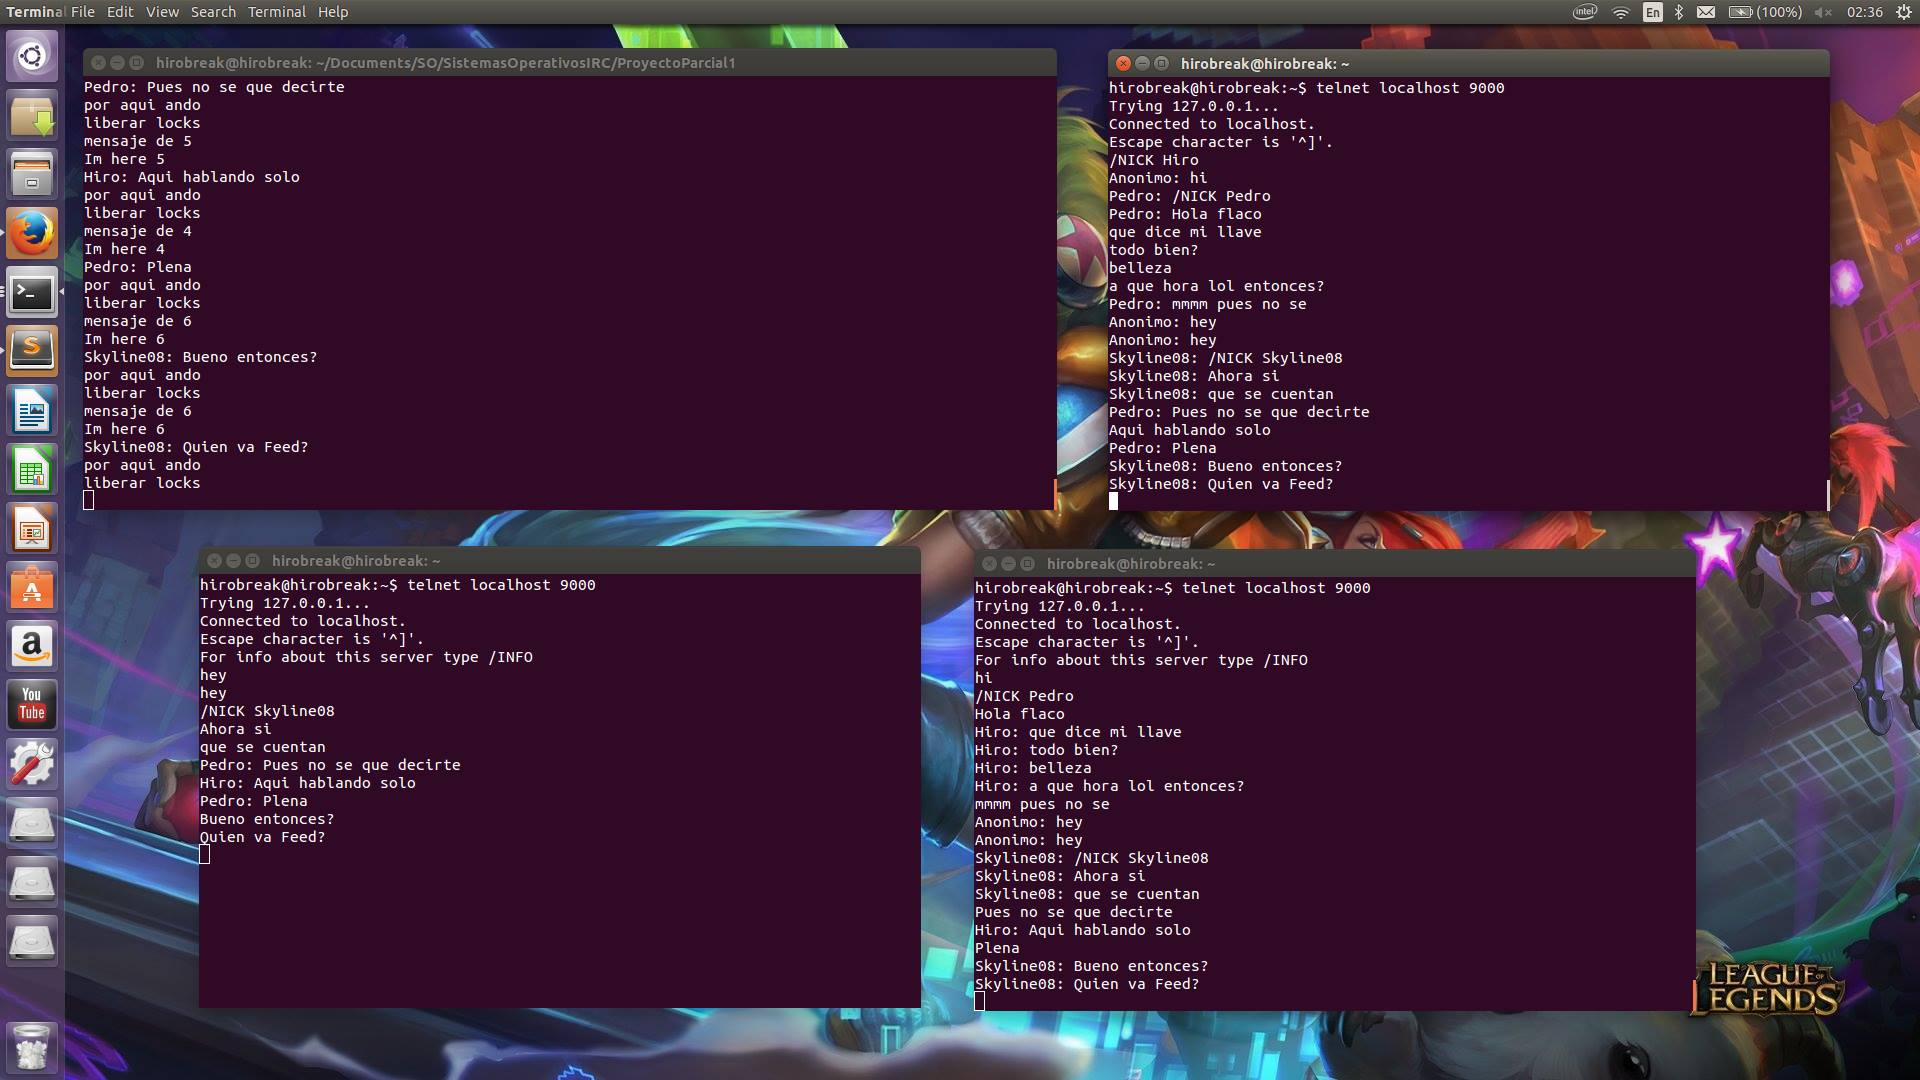 Terminal File Edit View Search Terminal Help
intel En (100%) 02:36
hirobreak@hirobreak: ~/Documents/SO/SistemasOperativosIRC/ProyectoParcial1
Pedro: Pues no se que decirte
por aqui ando
liberar locks
mensaje de 5
Im here 5
Hiro: Aqui hablando solo
por aqui ando
liberar locks
mensaje de 4
Im here 4
Pedro: Plena
por aqui ando
liberar locks
mensaje de 6
Im here 6
Skyline08: Bueno entonces?
por aqui ando
liberar locks
mensaje de 6
Im here 6
Skyline08: Quien va Feed?
por aqui ando
liberar locks
hirobreak@hirobreak: ~
hirobreak@hirobreak:~$ telnet localhost 9000
Trying 127.0.0.1...
Connected to localhost.
Escape character is '^]'.
/NICK Hiro
Anonimo: hi
Pedro: /NICK Pedro
Pedro: Hola flaco
que dice mi llave
todo bien?
belleza
a que hora lol entonces?
Pedro: mmmm pues no se
Anonimo: hey
Anonimo: hey
Skyline08: /NICK Skyline08
Skyline08: Ahora si
Skyline08: que se cuentan
Pedro: Pues no se que decirte
Aqui hablando solo
Pedro: Plena
Skyline08: Bueno entonces?
Skyline08: Quien va Feed?
hirobreak@hirobreak: ~
hirobreak@hirobreak:~$ telnet localhost 9000
Trying 127.0.0.1...
Connected to localhost.
Escape character is '^]'.
For info about this server type /INFO
hey
hey
/NICK Skyline08
Ahora si
que se cuentan
Pedro: Pues no se que decirte
Hiro: Aqui hablando solo
Pedro: Plena
Bueno entonces?
Quien va Feed?
hirobreak@hirobreak: ~
hirobreak@hirobreak:~$ telnet localhost 9000
Trying 127.0.0.1...
Connected to localhost.
Escape character is '^]'.
For info about this server type /INFO
hi
/NICK Pedro
Hola flaco
Hiro: que dice mi llave
Hiro: todo bien?
Hiro: belleza
Hiro: a que hora lol entonces?
mmmm pues no se
Anonimo: hey
Anonimo: hey
Skyline08: /NICK Skyline08
Skyline08: Ahora si
Skyline08: que se cuentan
Pues no se que decirte
Hiro: Aqui hablando solo
Plena
Skyline08: Bueno entonces?
Skyline08: Quien va Feed?
You
Tube
LEAGUE OF
LEGENDS